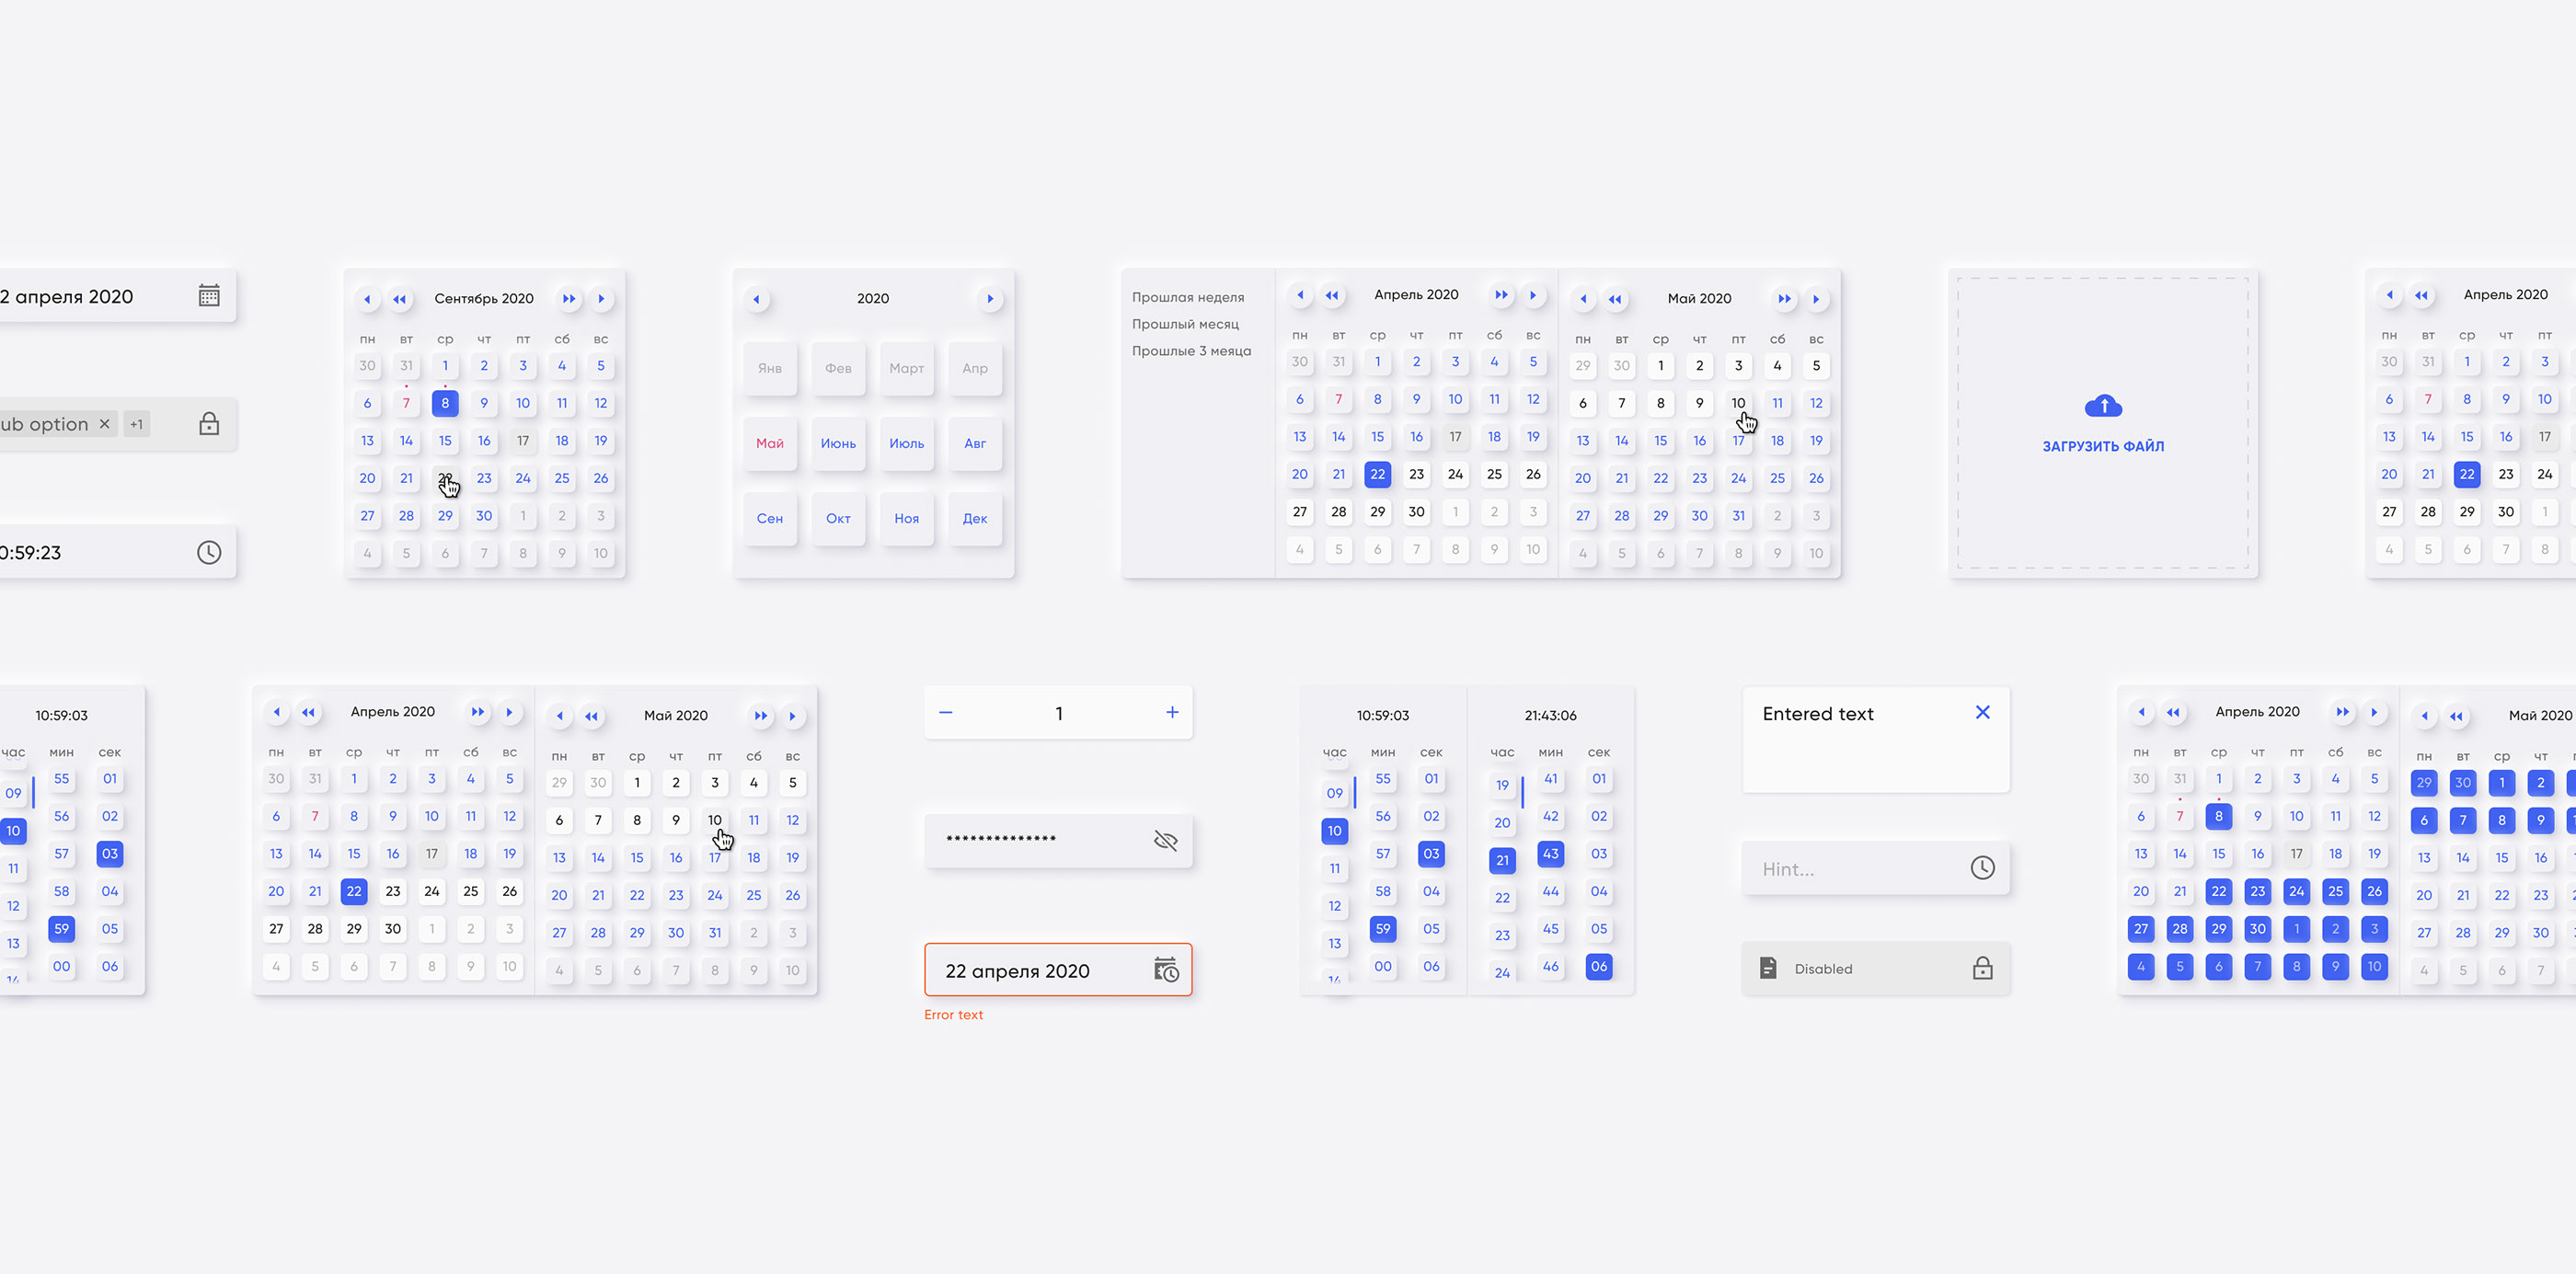 2 апреля 2020
ub option +1
0:59:23
Сентябрь 2020
пн вт ср чт пт сб вс
30 31 1 2 3 4 5
6 7 8 9 10 11 12
13 14 15 16 17 18 19
20 21 22 23 24 25 26
27 28 29 30 1 2 3
4 5 6 7 8 9 10
2020
Янв Фев Март Апр
Май Июнь Июль Авг
Сен Окт Ноя Дек
Прошлая неделя
Прошлый месяц
Прошлые 3 меяца
Апрель 2020
пн вт ср чт пт сб вс
30 31 1 2 3 4 5
6 7 8 9 10 11 12
13 14 15 16 17 18 19
20 21 22 23 24 25 26
27 28 29 30 1 2 3
4 5 6 7 8 9 10
Май 2020
пн вт ср чт пт сб вс
29 30 1 2 3 4 5
6 7 8 9 10 11 12
13 14 15 16 17 18 19
20 21 22 23 24 25 26
27 28 29 30 31 2 3
4 5 6 7 8 9 10
ЗАГРУЗИТЬ ФАЙЛ
Апрель 2020
пн вт ср чт пт
30 31 1 2 3
6 7 8 9 10
13 14 15 16 17
20 21 22 23 24
27 28 29 30 1
4 5 6 7 8
10:59:03
час мин сек
09 55 01
10 56 02
11 57 03
12 58 04
13 59 05
14 00 06
Апрель 2020
пн вт ср чт пт сб вс
30 31 1 2 3 4 5
6 7 8 9 10 11 12
13 14 15 16 17 18 19
20 21 22 23 24 25 26
27 28 29 30 1 2 3
4 5 6 7 8 9 10
Май 2020
пн вт ср чт пт сб вс
29 30 1 2 3 4 5
6 7 8 9 10 11 12
13 14 15 16 17 18 19
20 21 22 23 24 25 26
27 28 29 30 31 2 3
4 5 6 7 8 9 10
1
**************
22 апреля 2020
Error text
10:59:03
час мин сек
09 55 01
10 56 02
11 57 03
12 58 04
13 59 05
14 00 06
21:43:06
час мин сек
19 41 01
20 42 02
21 43 03
22 44 04
23 45 05
24 46 06
Entered text
Hint...
Disabled
Апрель 2020
пн вт ср чт пт сб вс
30 31 1 2 3 4 5
6 7 8 9 10 11 12
13 14 15 16 17 18 19
20 21 22 23 24 25 26
27 28 29 30 1 2 3
4 5 6 7 8 9 10
Май 2020
пн вт ср чт
29 30 1 2
6 7 8 9
13 14 15 16
20 21 22 23
27 28 29 30
4 5 6 7